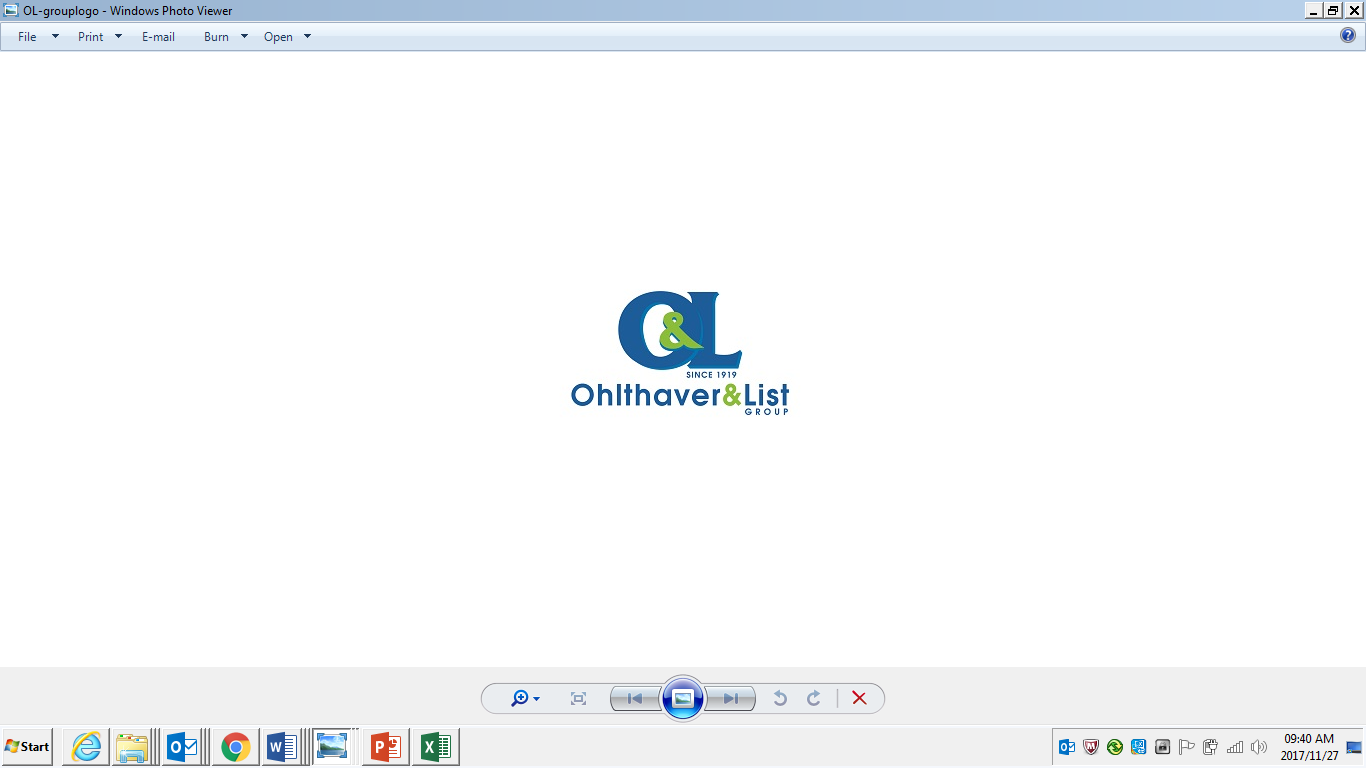 OL-grouplogo - Windows Photo Viewer
File Print E-mail Burn Open
O&L
SINCE 1919
Ohlthaver&List
GROUP
Start
09:40 AM
2017/11/27